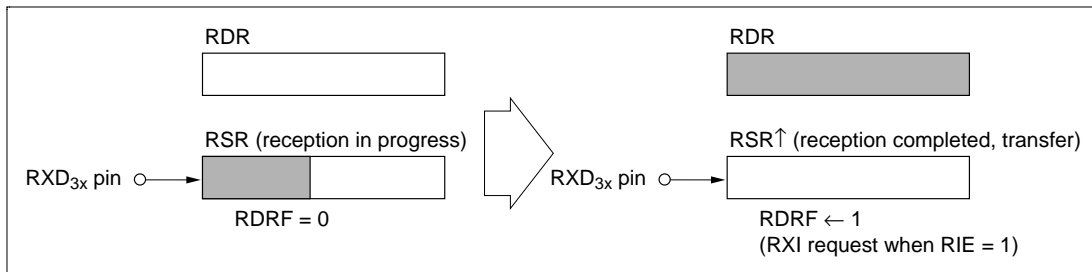 RDR
RSR (reception in progress)
RXD3x pin
RDRF = 0
RDR
RSR↑ (reception completed, transfer)
RXD3x pin
RDRF ← 1
(RXI request when RIE = 1)